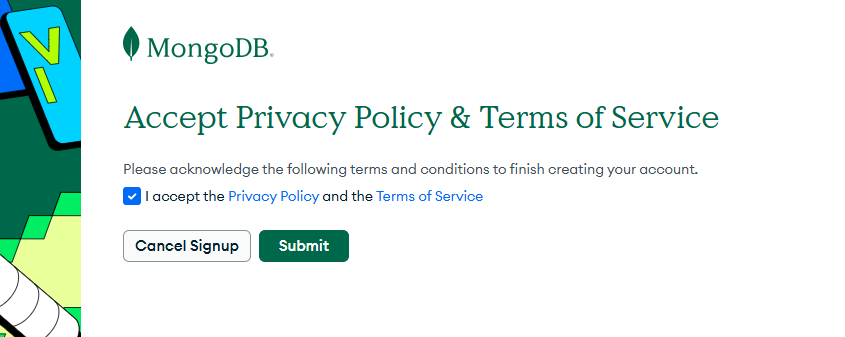 VI
MongoDB®
Accept Privacy Policy & Terms of Service
Please acknowledge the following terms and conditions to finish creating your account.
I accept the Privacy Policy and the Terms of Service
Cancel Signup
Submit